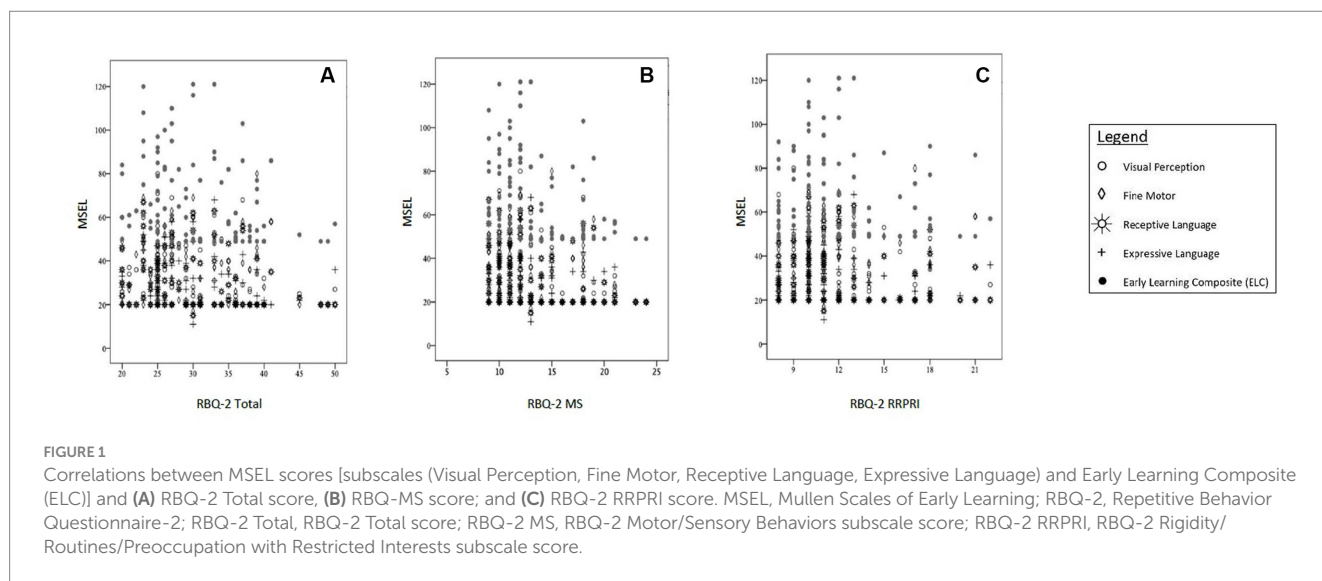 A
B
C
120
100
80
60
40
20
0
MSEL
20
25
30
35
40
45
50
RBQ-2 Total
120
100
80
60
40
20
0
MSEL
5
10
15
20
25
RBQ-2 MS
120
100
80
60
40
20
0
MSEL
9
12
15
18
21
RBQ-2 RRPRI
Legend
Visual Perception
Fine Motor
Receptive Language
Expressive Language
Early Learning Composite (ELC)
FIGURE 1
Correlations between MSEL scores [subscales (Visual Perception, Fine Motor, Receptive Language, Expressive Language) and Early Learning Composite
(ELC)] and (A) RBQ-2 Total score, (B) RBQ-MS score; and (C) RBQ-2 RRPRI score. MSEL, Mullen Scales of Early Learning; RBQ-2, Repetitive Behavior
Questionnaire-2; RBQ-2 Total, RBQ-2 Total score; RBQ-2 MS, RBQ-2 Motor/Sensory Behaviors subscale score; RBQ-2 RRPRI, RBQ-2 Rigidity/
Routines/Preoccupation with Restricted Interests subscale score.